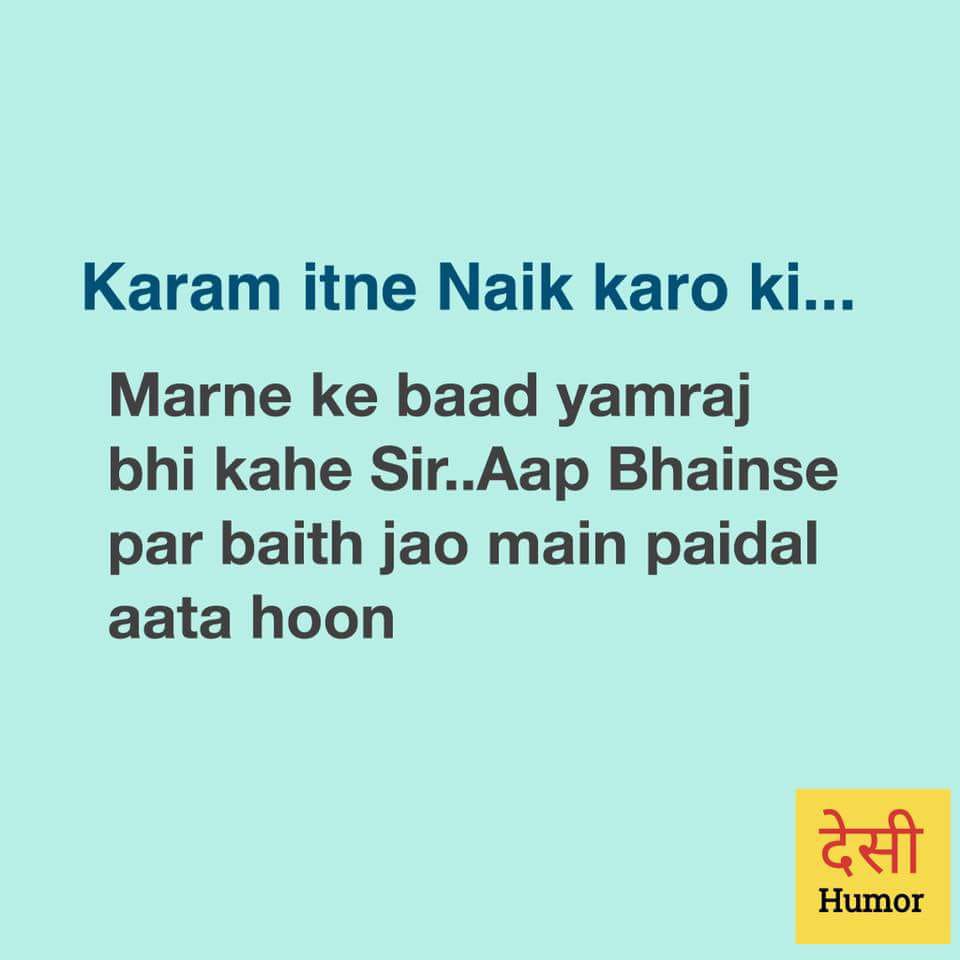 Karam itne Naik karo ki...
Marne ke baad yamraj
bhi kahe Sir..Aap Bhainse
par baith jao main paidal
aata hoon
देसी
Humor